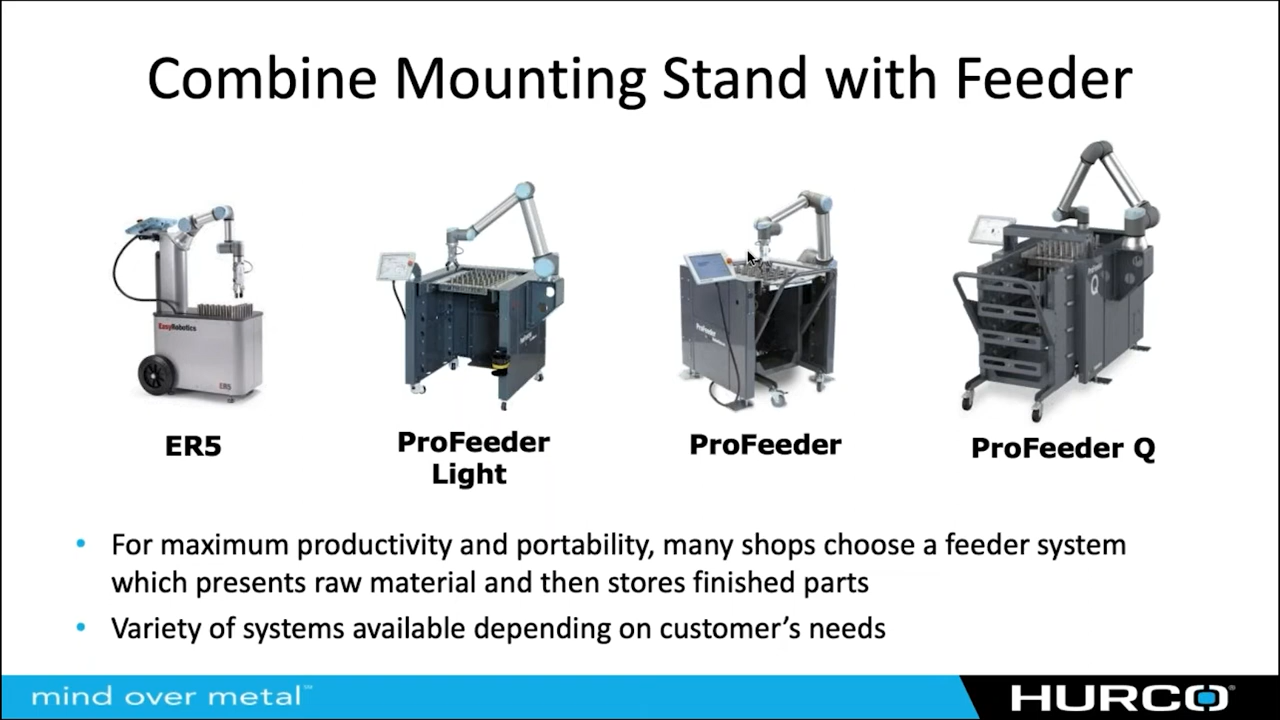 Combine Mounting Stand with Feeder
EasyRobotics
ER5
ProFeeder
Q
ER5
ProFeeder
Light
ProFeeder
ProFeeder Q
• For maximum productivity and portability, many shops choose a feeder system
which presents raw material and then stores finished parts
• Variety of systems available depending on customer’s needs
mind over metal™
HURCO®